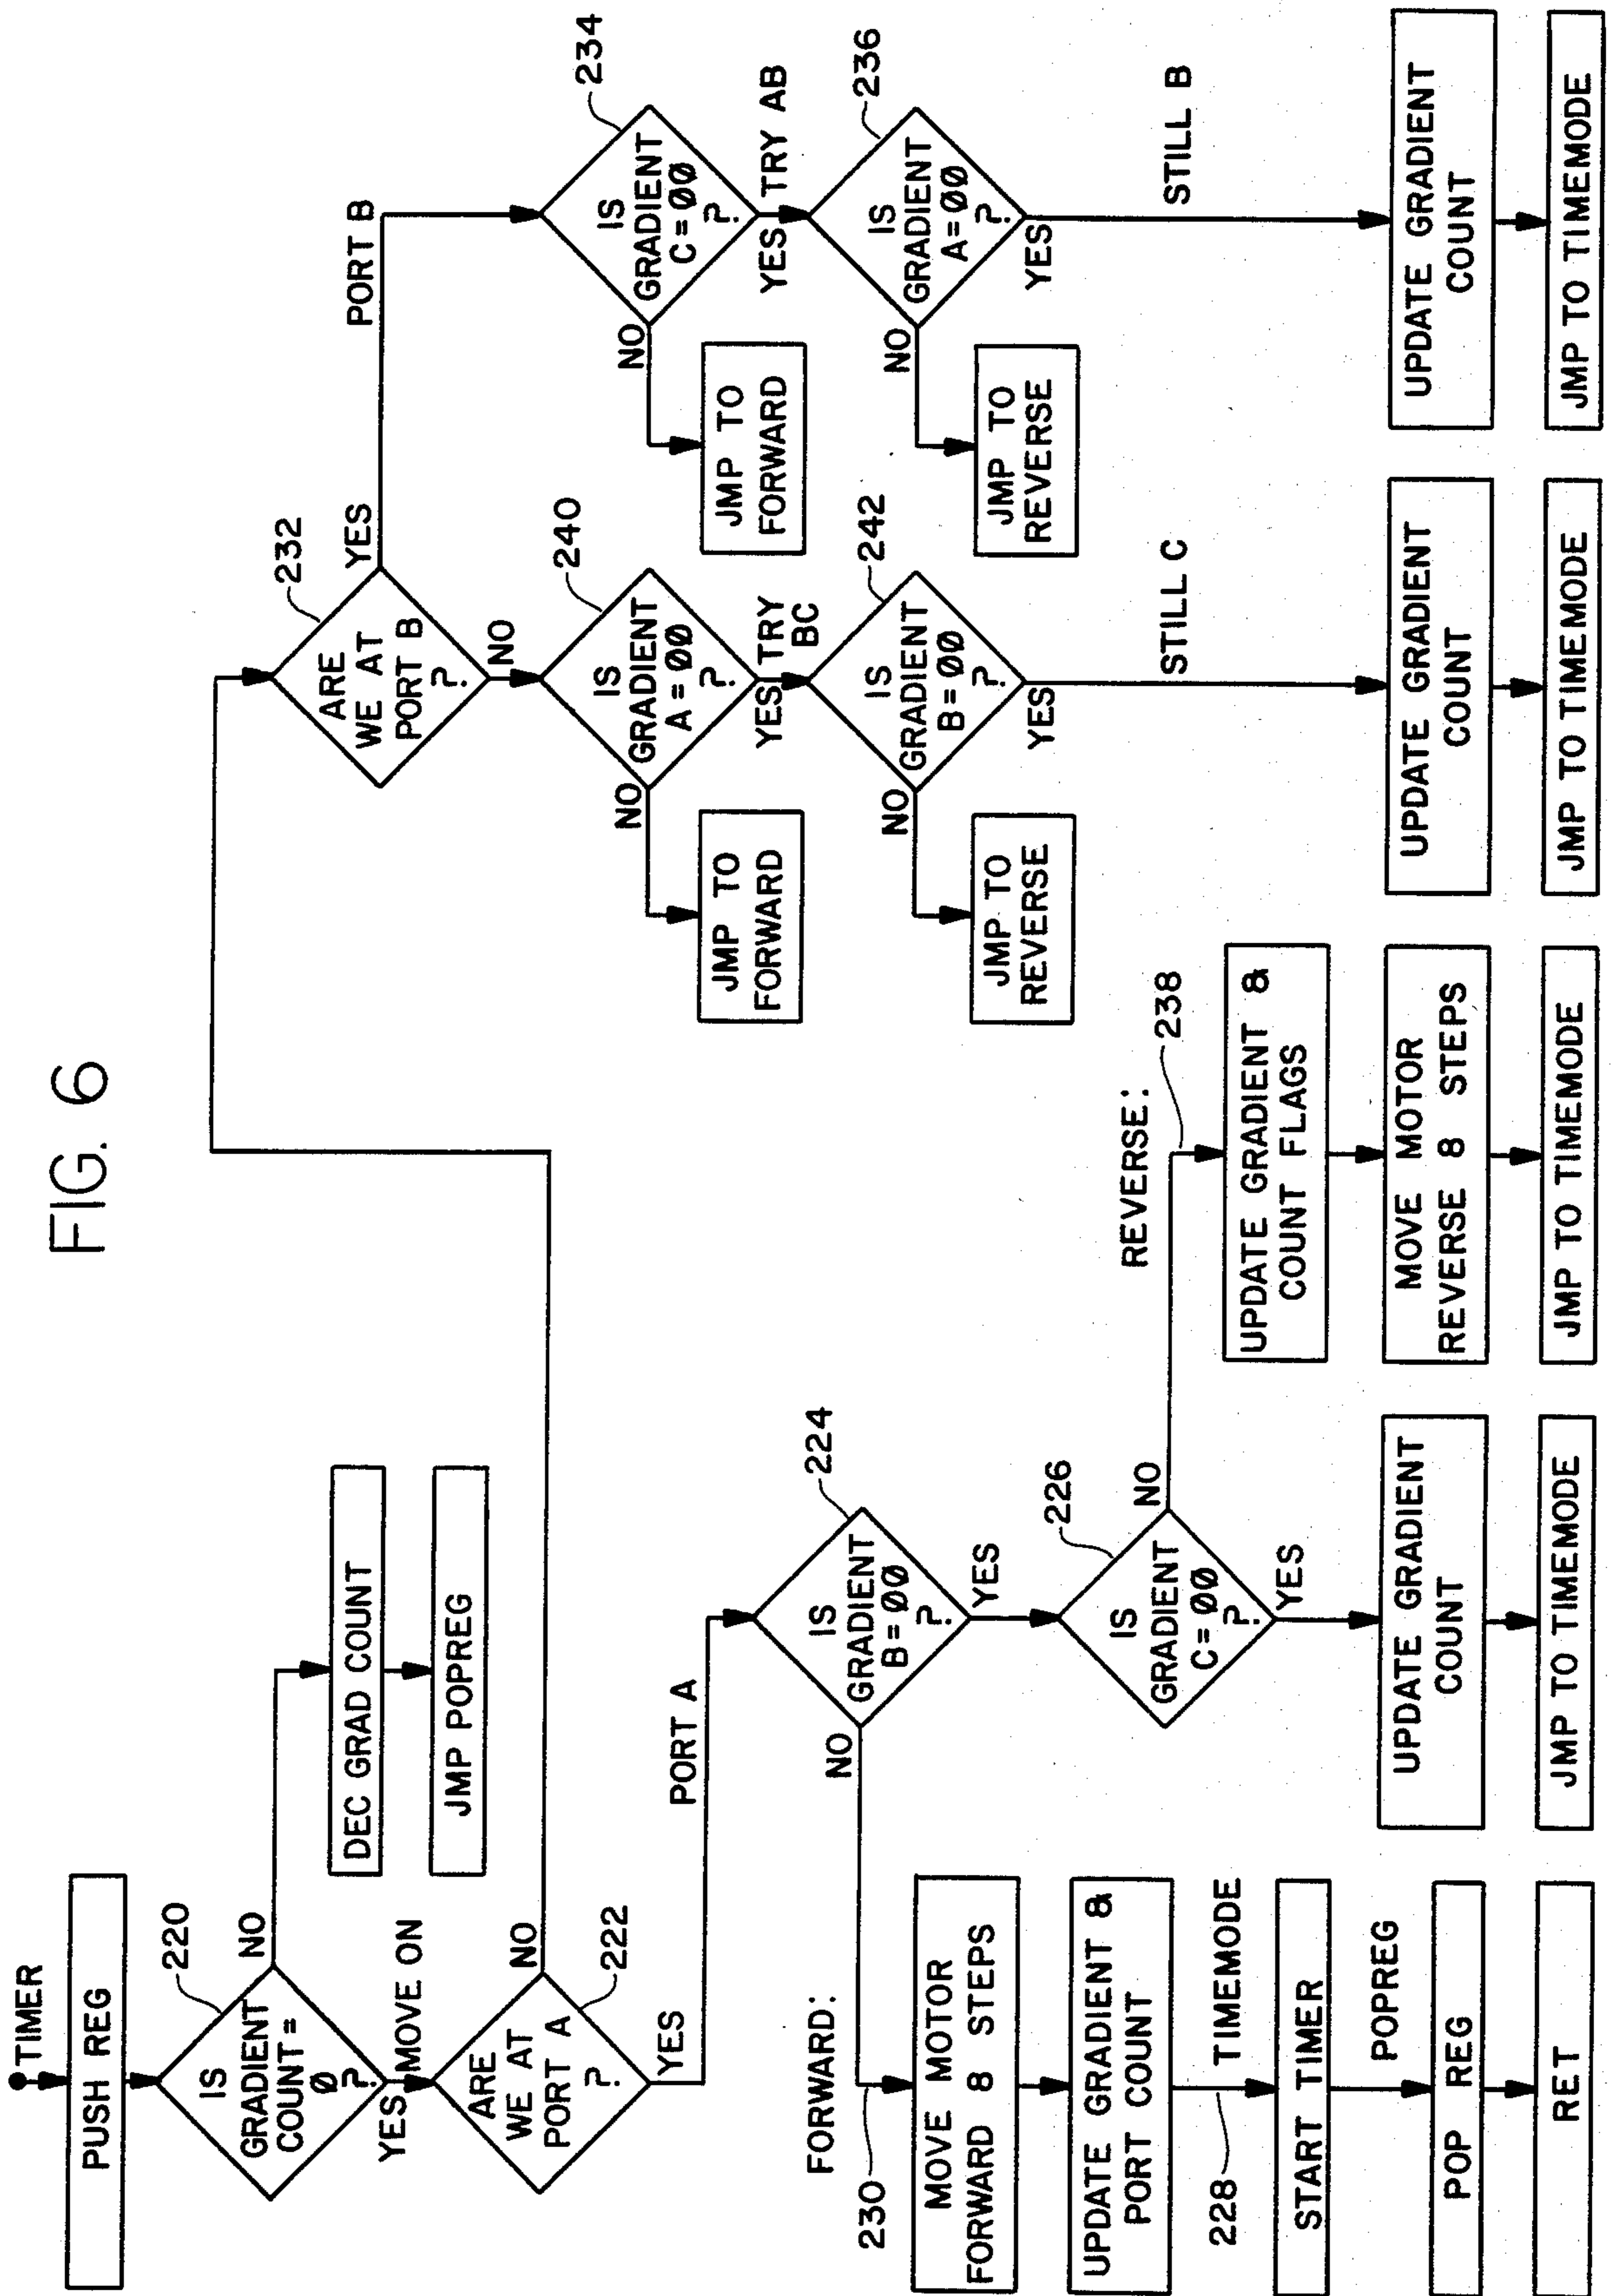 FIG. 6
TIMER
PUSH REG
220
IS
GRADIENT
COUNT =
Ø ?
NO
DEC GRAD COUNT
JMP POPREG
YES
MOVE ON
222
ARE
WE AT
PORT A
?
NO
YES
PORT A
224
IS
GRADIENT
B = ØØ
?
NO
YES
FORWARD:
230
MOVE MOTOR
FORWARD 8 STEPS
UPDATE GRADIENT &
PORT COUNT
228
TIMEMODE
START TIMER
POPREG
POP REG
RET
226
IS
GRADIENT
C = ØØ
?
NO
YES
UPDATE GRADIENT
COUNT
JMP TO TIMEMODE
REVERSE:
238
UPDATE GRADIENT &
COUNT FLAGS
MOVE MOTOR
REVERSE 8 STEPS
JMP TO TIMEMODE
232
ARE
WE AT
PORT B
?
YES
NO
240
IS
GRADIENT
A = ØØ
?
NO
JMP TO
FORWARD
YES
TRY
BC
242
IS
GRADIENT
B = ØØ
?
NO
JMP TO
REVERSE
YES
STILL C
UPDATE GRADIENT
COUNT
JMP TO TIMEMODE
PORT B
234
IS
GRADIENT
C = ØØ
?
NO
JMP TO
FORWARD
YES
TRY AB
236
IS
GRADIENT
A = ØØ
?
NO
JMP TO
REVERSE
YES
STILL B
UPDATE GRADIENT
COUNT
JMP TO TIMEMODE